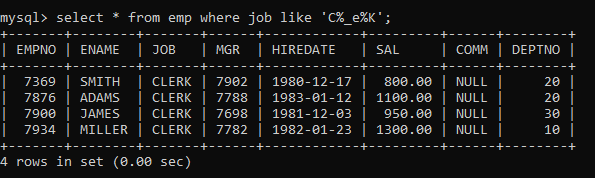 mysql> select * from emp where job like 'C%_e%K';
+-------+--------+-------+------+------------+---------+------+--------+
| EMPNO | ENAME  | JOB   | MGR  | HIREDATE   | SAL     | COMM | DEPTNO |
+-------+--------+-------+------+------------+---------+------+--------+
|  7369 | SMITH  | CLERK | 7902 | 1980-12-17 |  800.00 | NULL |     20 |
|  7876 | ADAMS  | CLERK | 7788 | 1983-01-12 | 1100.00 | NULL |     20 |
|  7900 | JAMES  | CLERK | 7698 | 1981-12-03 |  950.00 | NULL |     30 |
|  7934 | MILLER | CLERK | 7782 | 1982-01-23 | 1300.00 | NULL |     10 |
+-------+--------+-------+------+------------+---------+------+--------+
4 rows in set (0.00 sec)